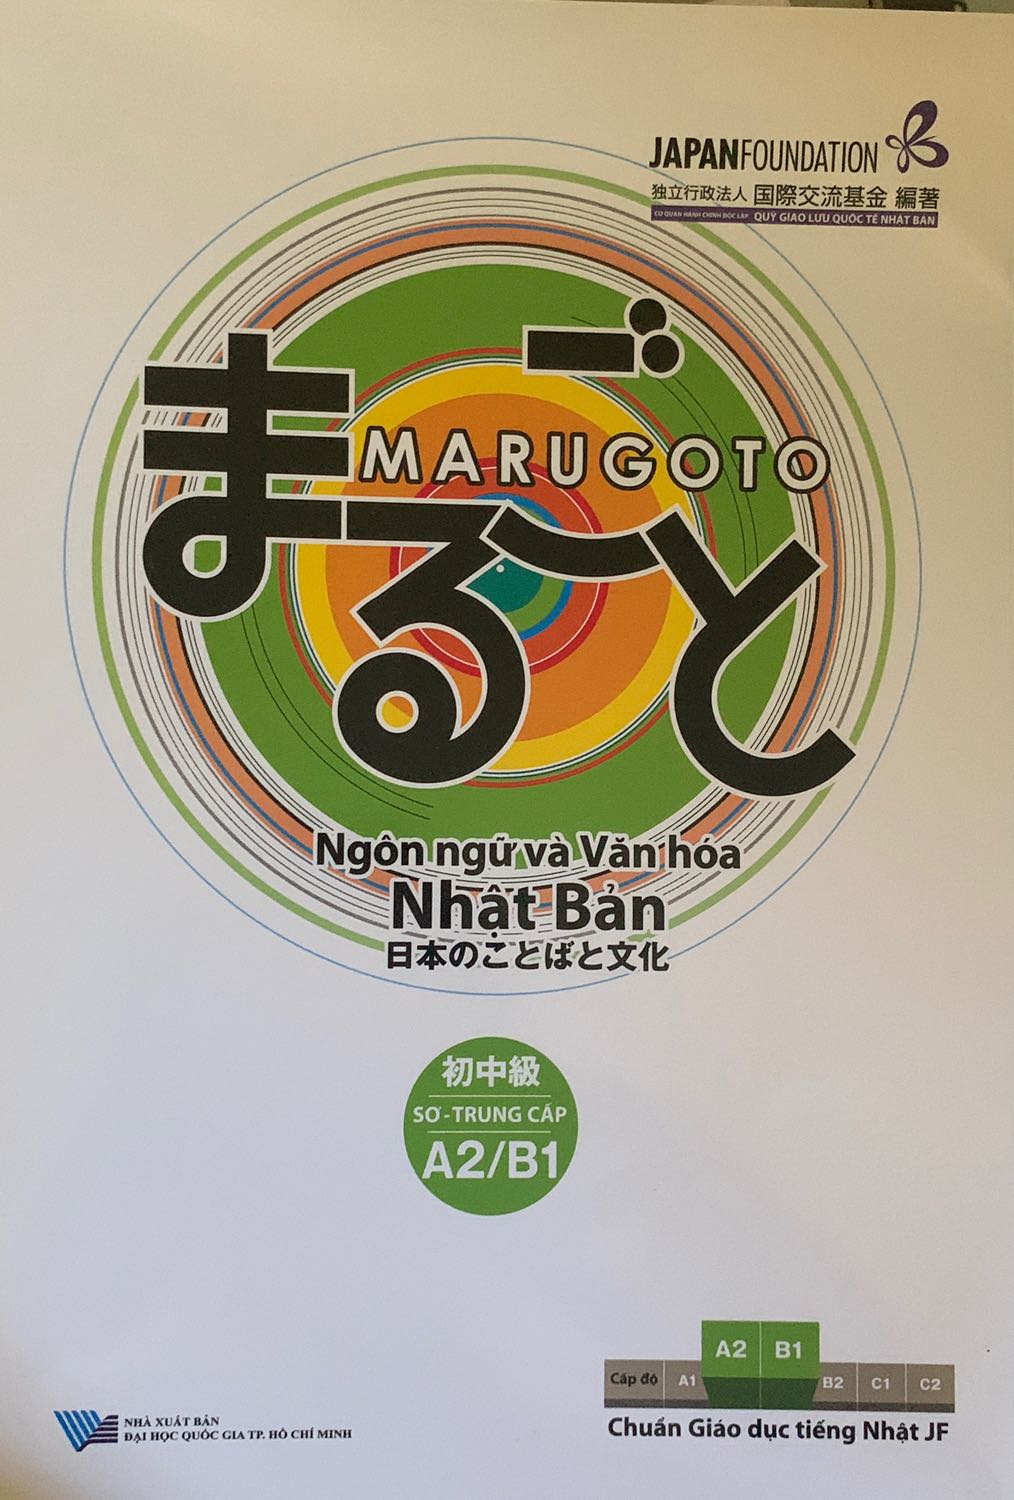 JAPANFOUNDATION
独立行政法人 国際交流基金 編著
CƠ QUAN HÀNH CHÍNH ĐỘC LẬP QUỸ GIAO LƯU QUỐC TẾ NHẬT BẢN
まるごと
MARUGOTO
Ngôn ngữ và Văn hóa
Nhật Bản
日本のことばと文化
初中級
SƠ - TRUNG CẤP
A2/B1
A2 B1
Cấp độ A1 B2 C1 C2
Chuẩn Giáo dục tiếng Nhật JF
NHÀ XUẤT BẢN
ĐẠI HỌC QUỐC GIA TP. HỒ CHÍ MINH